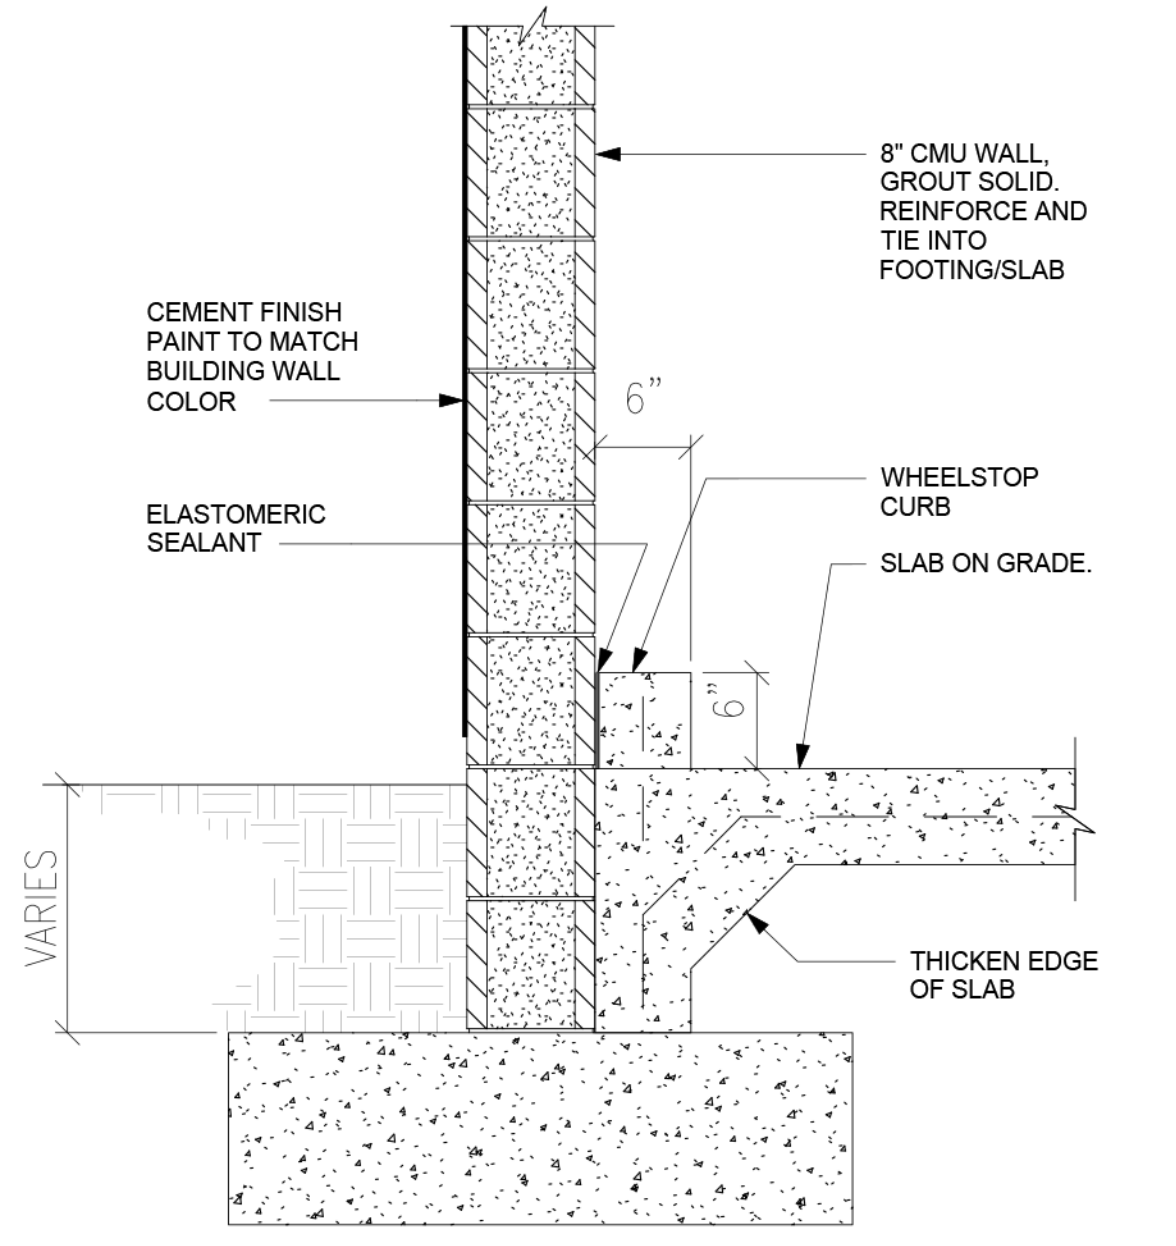 8" CMU WALL,
GROUT SOLID.
REINFORCE AND
TIE INTO
FOOTING/SLAB
CEMENT FINISH
PAINT TO MATCH
BUILDING WALL
COLOR
6"
WHEELSTOP
CURB
ELASTOMERIC
SEALANT
SLAB ON GRADE.
6"
VARIES
THICKEN EDGE
OF SLAB